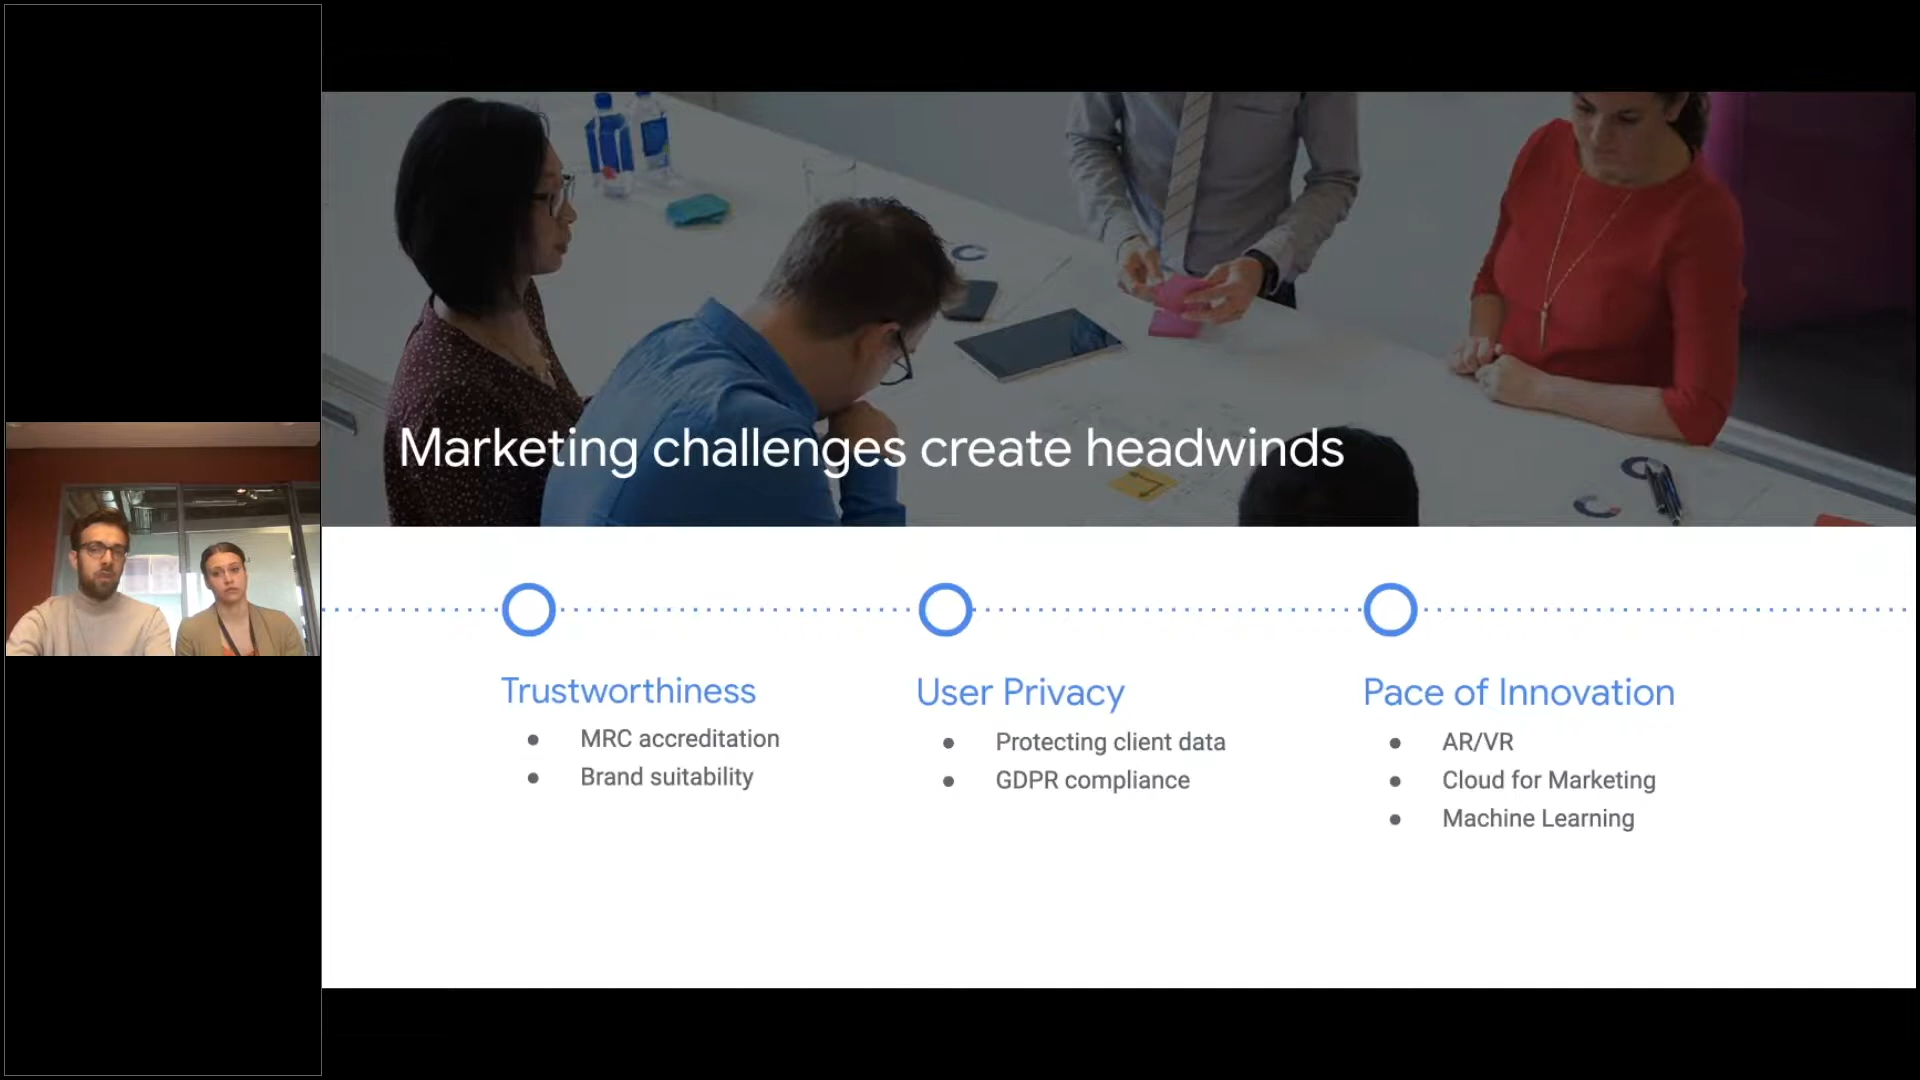 Marketing challenges create headwinds
Trustworthiness
● MRC accreditation
● Brand suitability
User Privacy
● Protecting client data
● GDPR compliance
Pace of Innovation
● AR/VR
● Cloud for Marketing
● Machine Learning